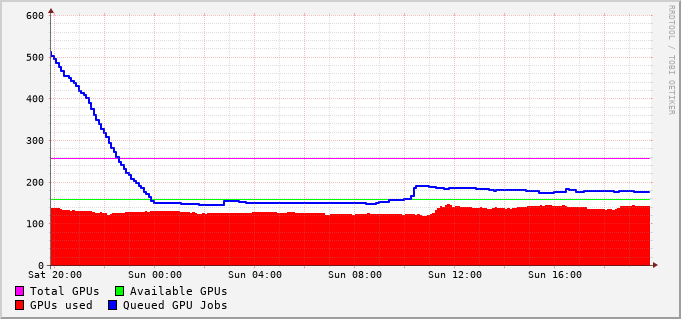 600
500
400
300
200
100
0
Sat 20:00 Sun 00:00 Sun 04:00 Sun 08:00 Sun 12:00 Sun 16:00
Total GPUs Available GPUs
GPUs used Queued GPU Jobs
RRDTOOL / TOBI OETIKER